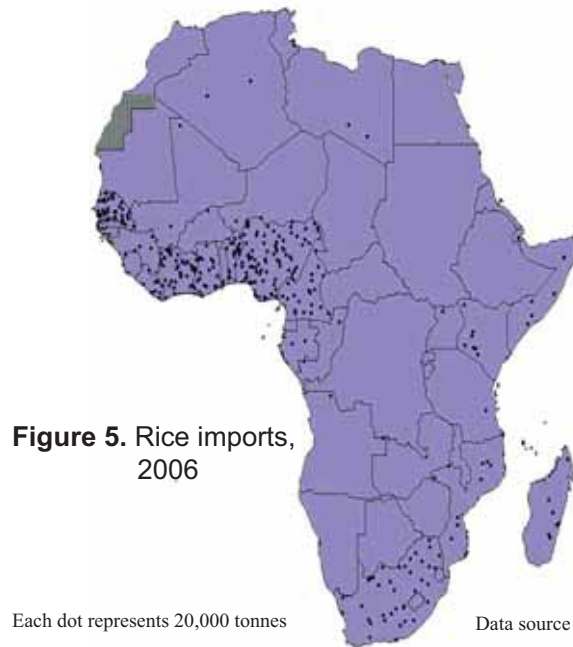 Figure 5. Rice imports,
2006
Each dot represents 20,000 tonnes
Data source